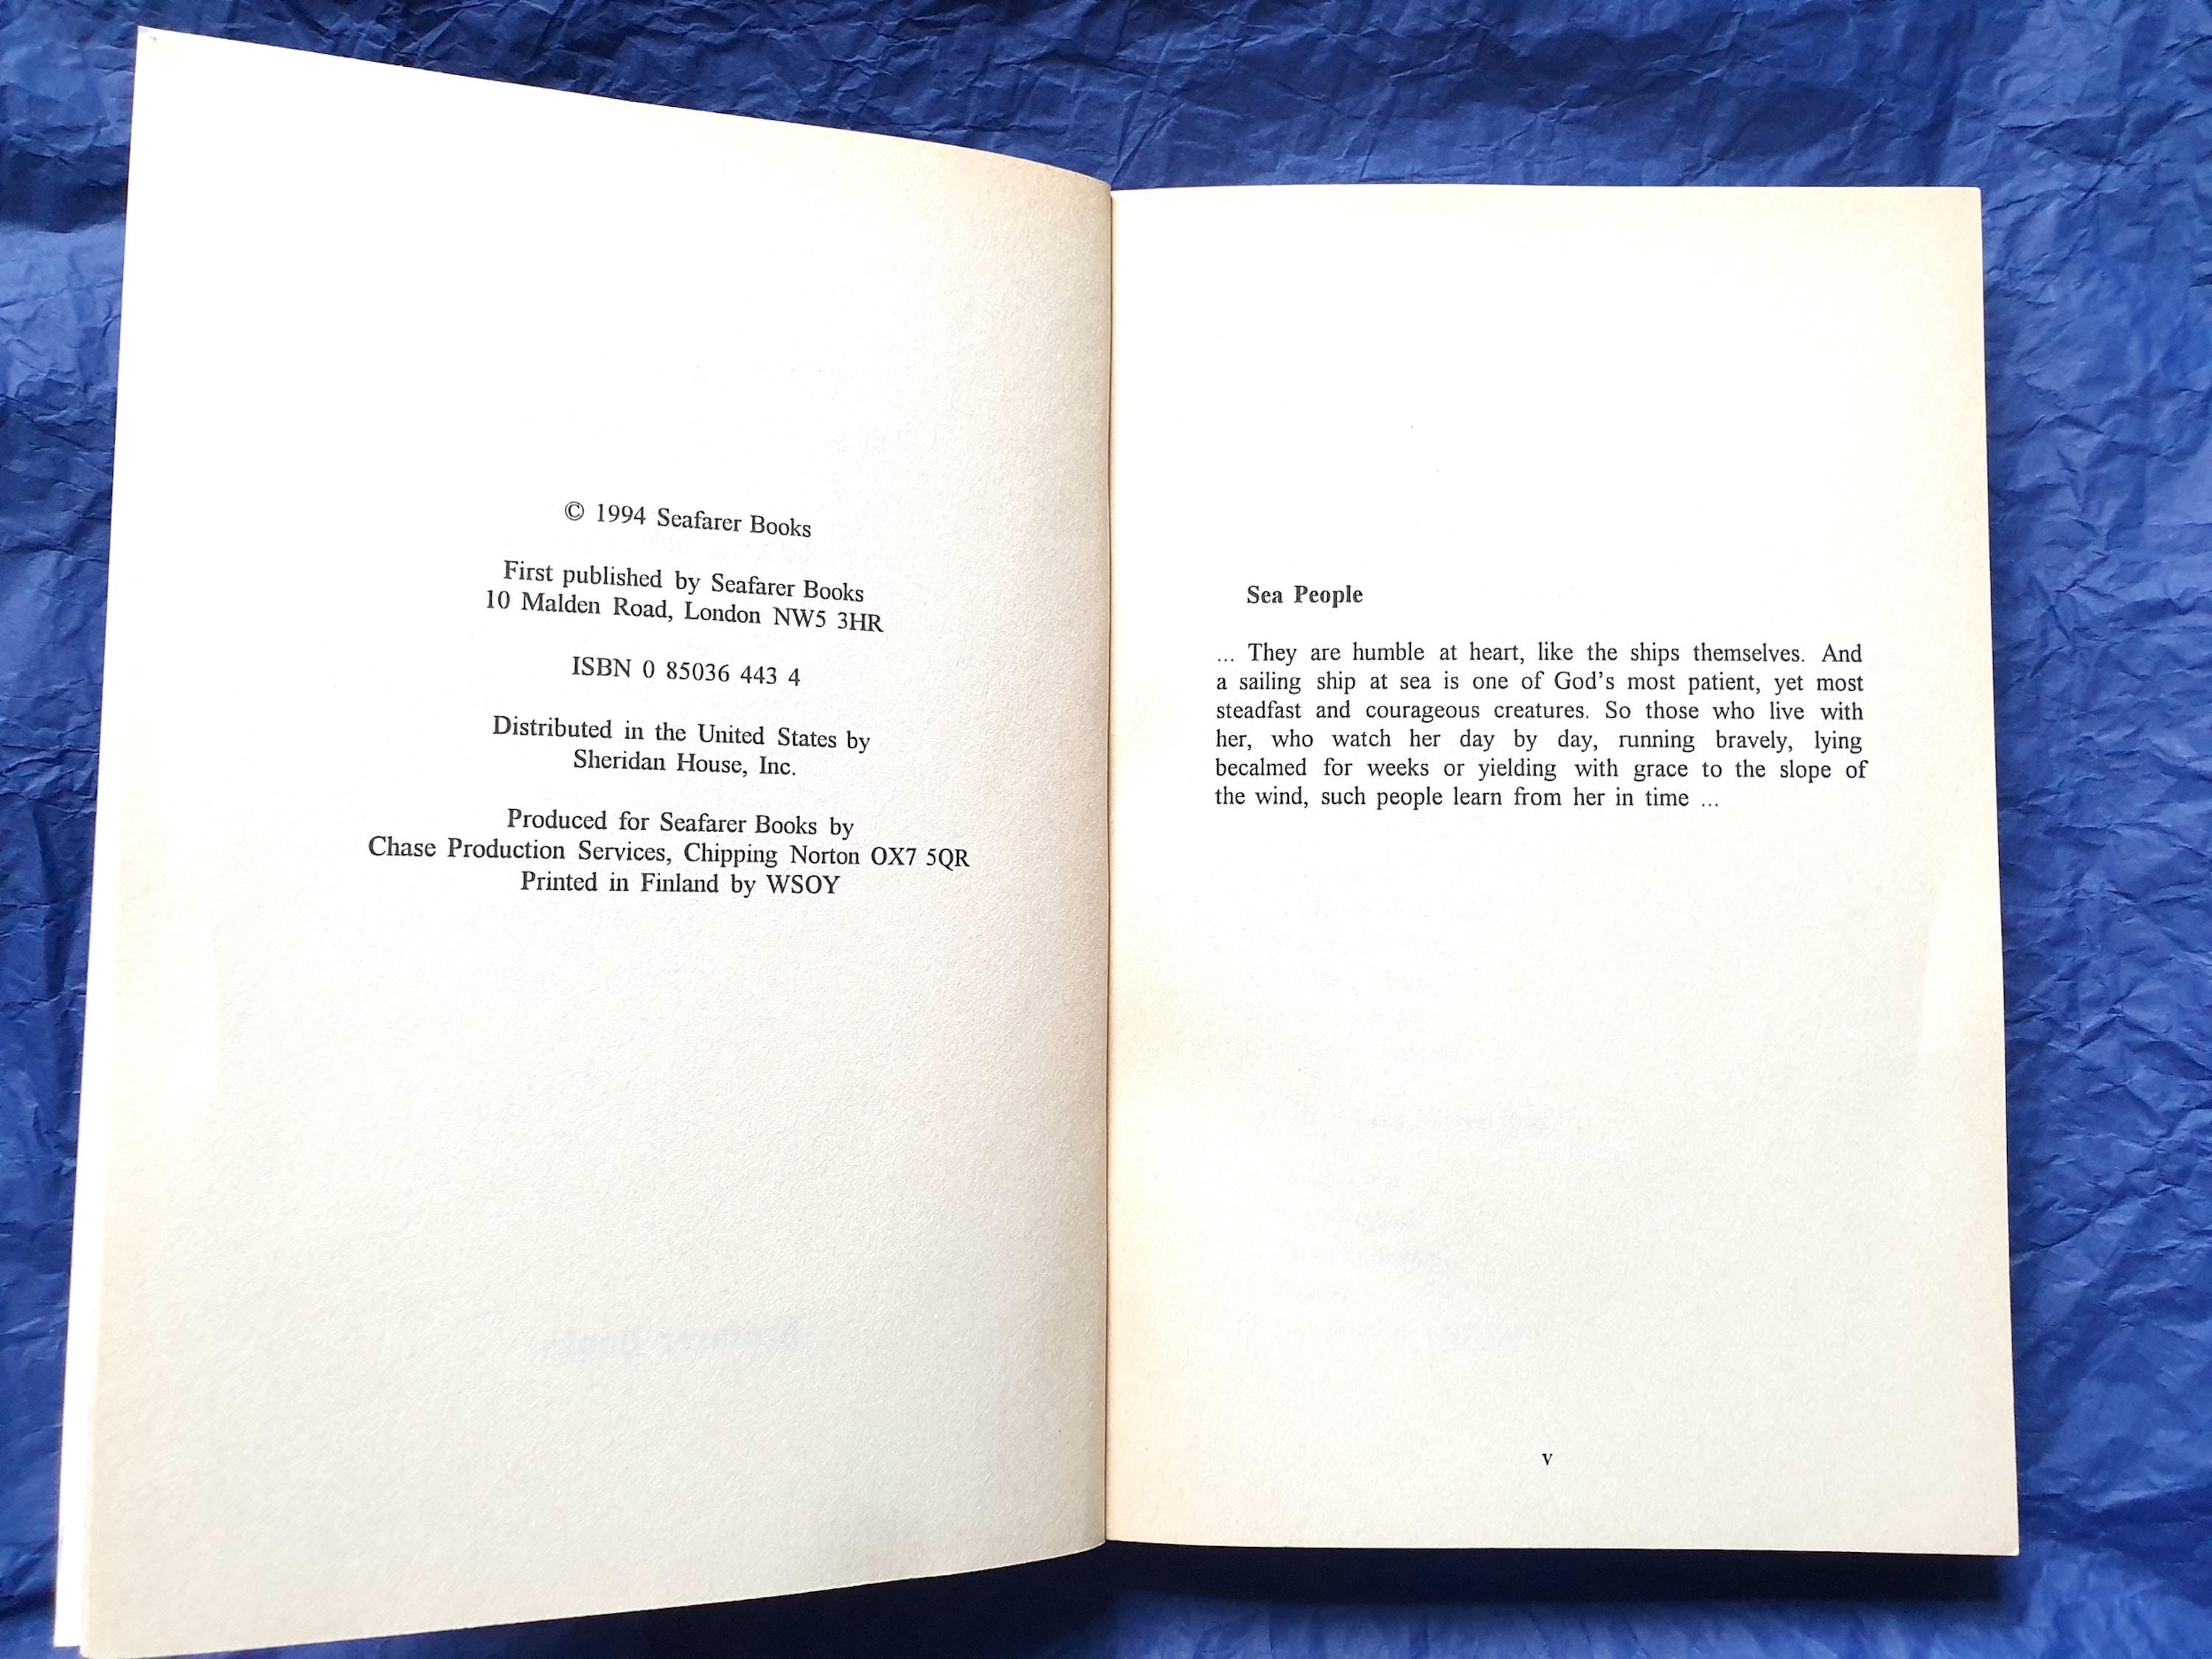 © 1994 Seafarer Books
First published by Seafarer Books
10 Malden Road, London NW5 3HR
ISBN 0 85036 443 4
Distributed in the United States by
Sheridan House, Inc.
Produced for Seafarer Books by
Chase Production Services, Chipping Norton OX7 5QR
Printed in Finland by WSOY
Sea People
... They are humble at heart, like the ships themselves. And
a sailing ship at sea is one of God's most patient, yet most
steadfast and courageous creatures. So those who live with
her, who watch her day by day, running bravely, lying
becalmed for weeks or yielding with grace to the slope of
the wind, such people learn from her in time ...
v